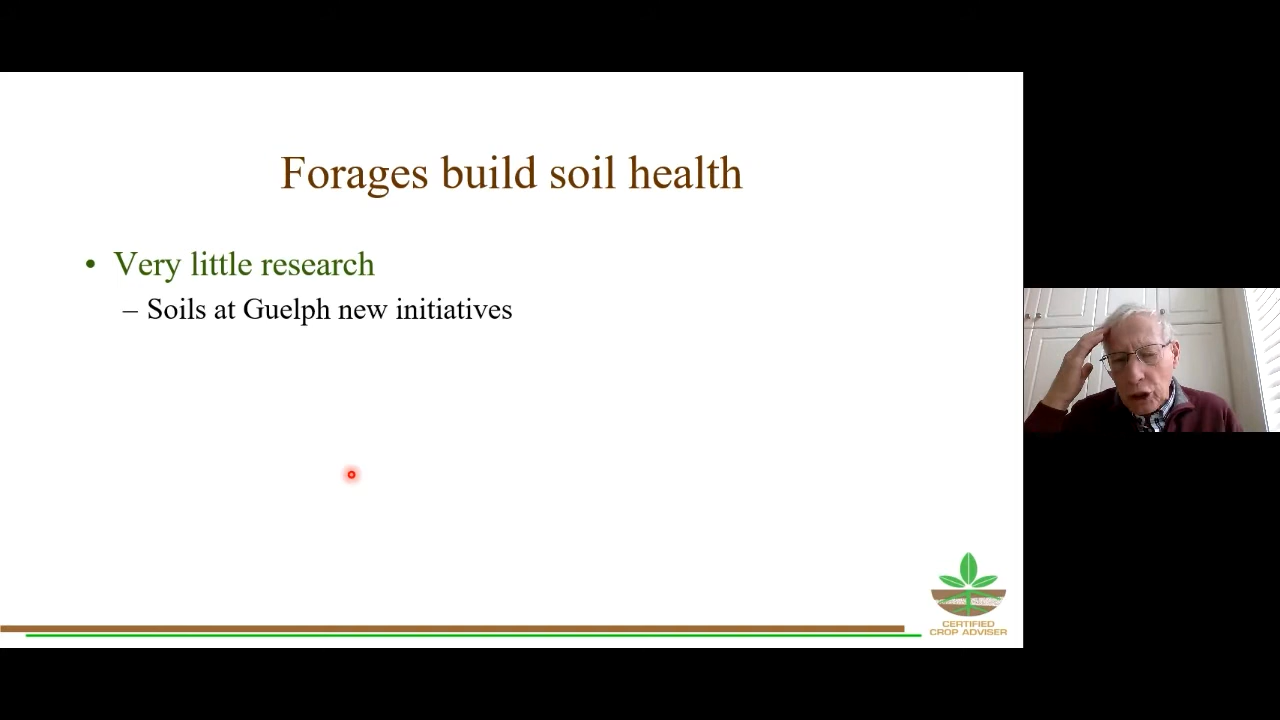 Forages build soil health
• Very little research
– Soils at Guelph new initiatives
CERTIFIED
CROP ADVISER